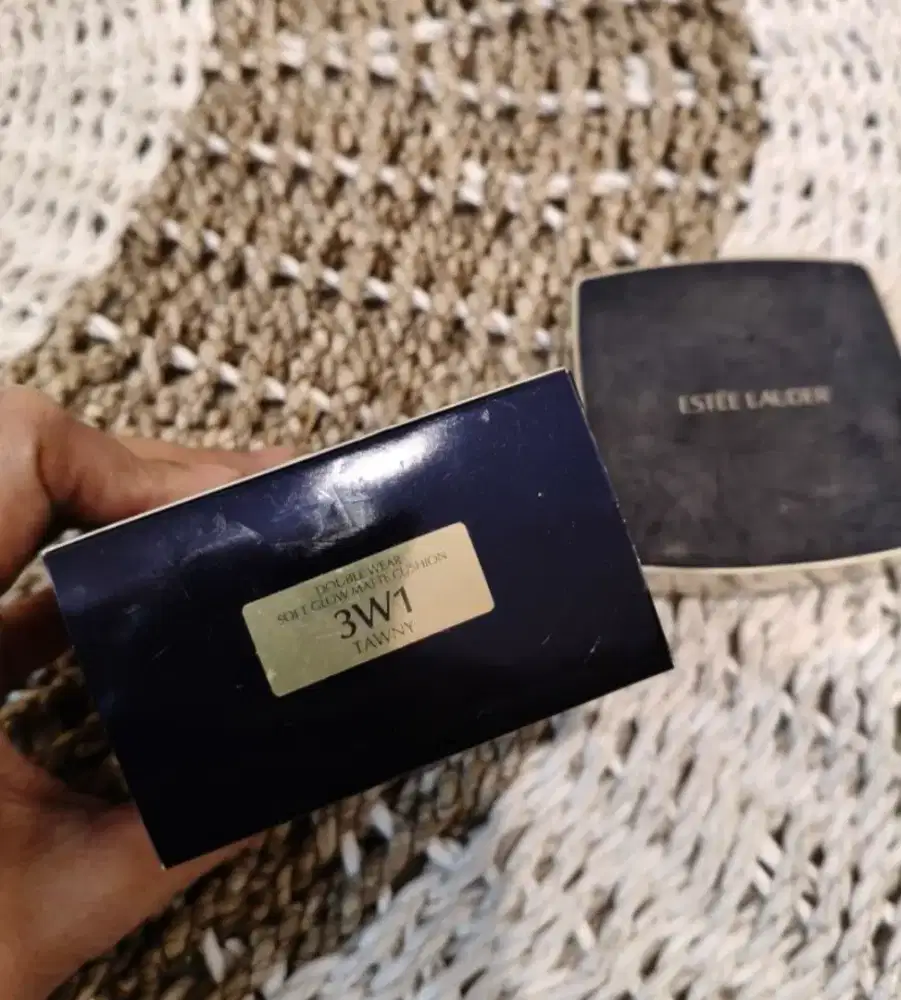 ESTĒE LAUDER
DOUBLE WEAR
SOFT GLOW MATTE CUSHION
3W1
TAWNY